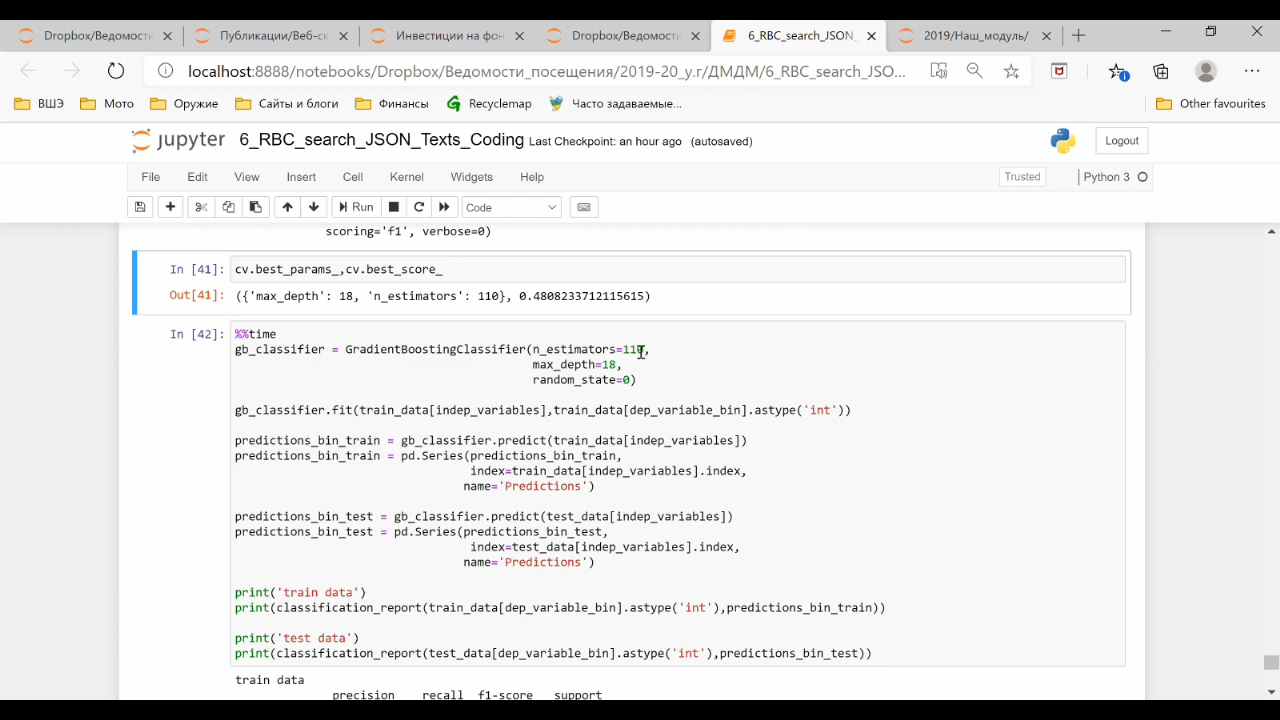 Dropbox/Ведомости
Публикации/Веб-ск
Инвестиции на фон
Dropbox/Ведомости
6_RBC_search_JSON_
2019/Наш_модуль/
localhost:8888/notebooks/Dropbox/Ведомости_посещения/2019-20_у.г/ДМДМ/6_RBC_search_JSO...
ВШЭ
Мото
Оружие
Сайты и блоги
Финансы
Recyclemap
Часто задаваемые...
Other favourites
jupyter
6_RBC_search_JSON_Texts_Coding Last Checkpoint: an hour ago (autosaved)
Logout
File Edit View Insert Cell Kernel Widgets Help
Trusted
Python 3
Run
Code
scoring='f1', verbose=0)
In [41]: cv.best_params_,cv.best_score_
Out[41]: ({'max_depth': 18, 'n_estimators': 110}, 0.4808233712115615)
In [42]: %%time
gb_classifier = GradientBoostingClassifier(n_estimators=110,
max_depth=18,
random_state=0)
gb_classifier.fit(train_data[indep_variables],train_data[dep_variable_bin].astype('int'))
predictions_bin_train = gb_classifier.predict(train_data[indep_variables])
predictions_bin_train = pd.Series(predictions_bin_train,
index=train_data[indep_variables].index,
name='Predictions')
predictions_bin_test = gb_classifier.predict(test_data[indep_variables])
predictions_bin_test = pd.Series(predictions_bin_test,
index=test_data[indep_variables].index,
name='Predictions')
print('train data')
print(classification_report(train_data[dep_variable_bin].astype('int'),predictions_bin_train))
print('test data')
print(classification_report(test_data[dep_variable_bin].astype('int'),predictions_bin_test))
train data
precision recall f1-score support